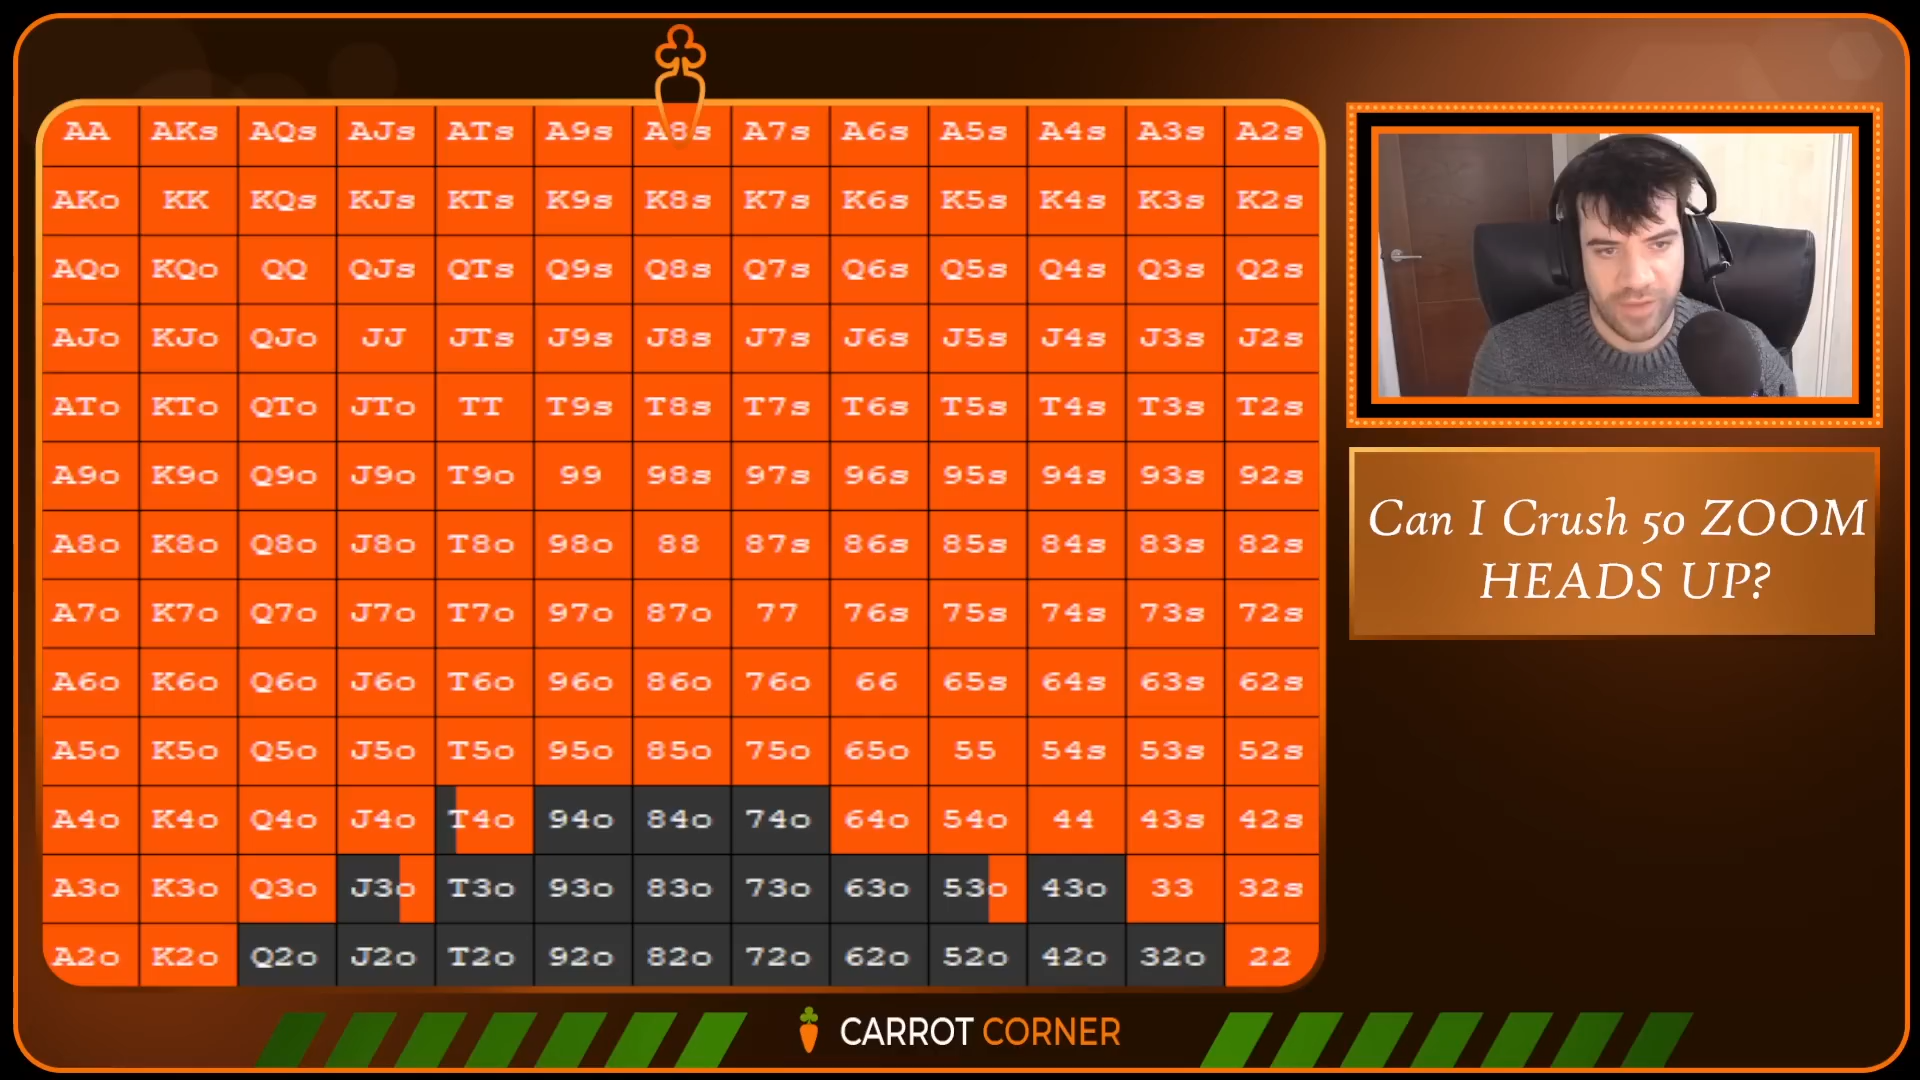 AA AKs AQs AJs ATs A9s A8s A7s A6s A5s A4s A3s A2s
AKo KK KQs KJs KTs K9s K8s K7s K6s K5s K4s K3s K2s
AQo KQo QQ QJs QTs Q9s Q8s Q7s Q6s Q5s Q4s Q3s Q2s
AJo KJo QJo JJ JTs J9s J8s J7s J6s J5s J4s J3s J2s
ATo KTo QTo JTo TT T9s T8s T7s T6s T5s T4s T3s T2s
A9o K9o Q9o J9o T9o 99 98s 97s 96s 95s 94s 93s 92s
A8o K8o Q8o J8o T8o 98o 88 87s 86s 85s 84s 83s 82s
A7o K7o Q7o J7o T7o 97o 87o 77 76s 75s 74s 73s 72s
A6o K6o Q6o J6o T6o 96o 86o 76o 66 65s 64s 63s 62s
A5o K5o Q5o J5o T5o 95o 85o 75o 65o 55 54s 53s 52s
A4o K4o Q4o J4o T4o 94o 84o 74o 64o 54o 44 43s 42s
A3o K3o Q3o J3o T3o 93o 83o 73o 63o 53o 43o 33 32s
A2o K2o Q2o J2o T2o 92o 82o 72o 62o 52o 42o 32o 22
Can I Crush 50 ZOOM
HEADS UP?
CARROT CORNER